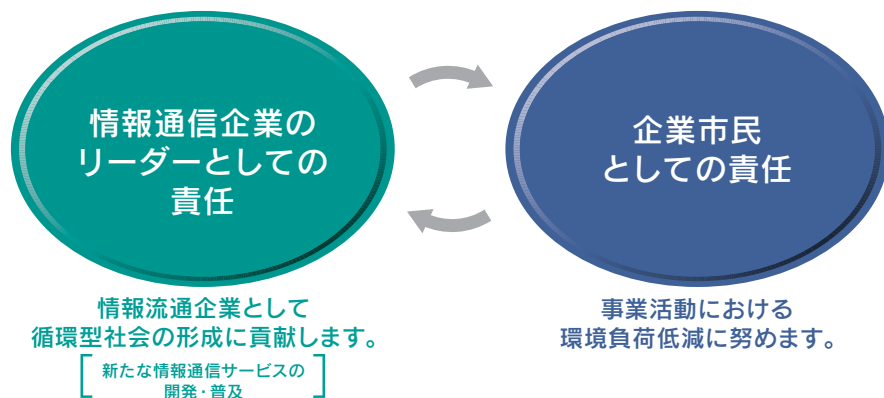 情報通信企業の
リーダーとしての
責任
企業市民
としての責任
情報流通企業として
循環型社会の形成に貢献します。
新たな情報通信サービスの
開発・普及
事業活動における
環境負荷低減に努めます。